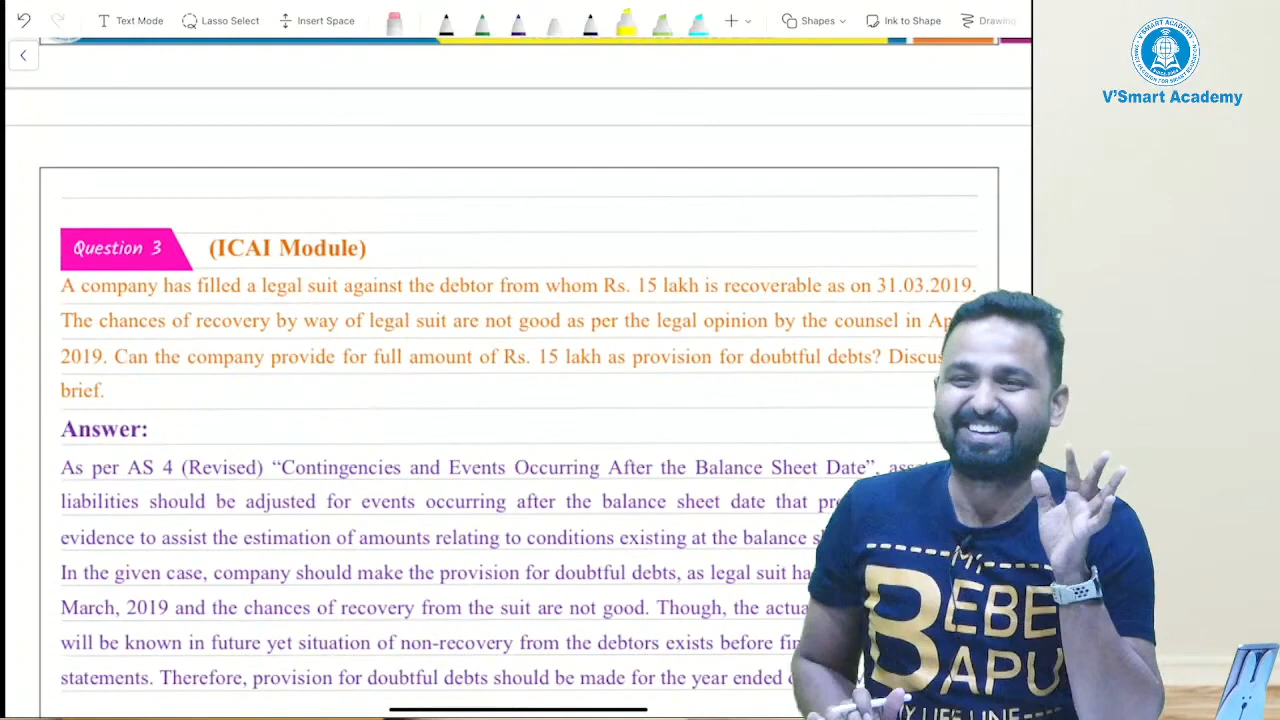 Text Mode
Lasso Select
Insert Space
Shapes
Ink to Shape
Drawing
V'SMART ACADEMY
V'Smart Academy
Question 3 (ICAI Module)
A company has filled a legal suit against the debtor from whom Rs. 15 lakh is recoverable as on 31.03.2019.
The chances of recovery by way of legal suit are not good as per the legal opinion by the counsel in
2019. Can the company provide for full amount of Rs. 15 lakh as provision for doubtful debts?
brief.
Answer:
As per AS 4 (Revised) “Contingencies and Events Occurring After the Balance Sheet Date”,
liabilities should be adjusted for events occurring after the balance sheet date that
evidence to assist the estimation of amounts relating to conditions existing at the balance
In the given case, company should make the provision for doubtful debts, as legal suit
March, 2019 and the chances of recovery from the suit are not good. Though, the
will be known in future yet situation of non-recovery from the debtors exists before
statements. Therefore, provision for doubtful debts should be made for the year ended
MY
BEBE
BAPU
MY LIFE LINE